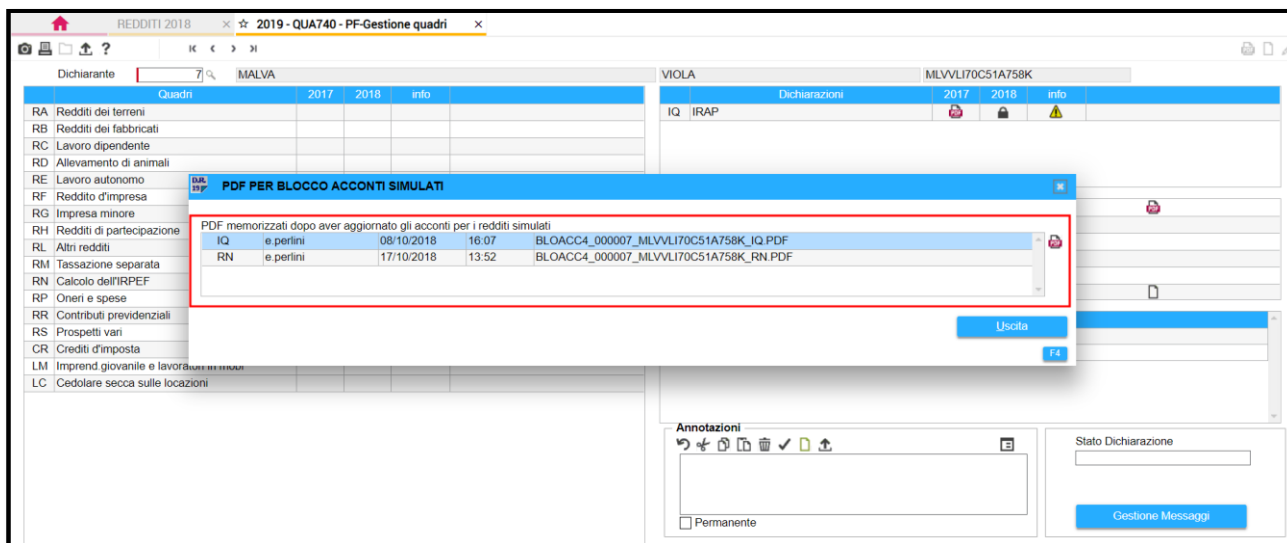 REDDITI 2018 × ☆ 2019 - QUA740 - PF-Gestione quadri ×
?
Dichiarante 7 MALVA VIOLA MLVVLI70C51A758K
Quadri 2017 2018 info
Dichiarazioni 2017 2018 info
RA Redditi dei terreni
IQ IRAP PDF
RB Redditi dei fabbricati
RC Lavoro dipendente
RD Allevamento di animali
RE Lavoro autonomo
RF Reddito d'impresa
RG Impresa minore
RH Redditi di partecipazione
RL Altri redditi
RM Tassazione separata
RN Calcolo dell'IRPEF
RP Oneri e spese
RR Contributi previdenziali
RS Prospetti vari
CR Crediti d'imposta
LM Imprend.giovanile e lavoratori in mobi
LC Cedolare secca sulle locazioni
PDF PER BLOCCO ACCONTI SIMULATI
PDF memorizzati dopo aver aggiornato gli acconti per i redditi simulati
IQ e.perlini 08/10/2018 16:07 BLOACC4_000007_MLVVLI70C51A758K_IQ.PDF
RN e.perlini 17/10/2018 13:52 BLOACC4_000007_MLVVLI70C51A758K_RN.PDF
Uscita
F4
Annotazioni
Permanente
Stato Dichiarazione
Gestione Messaggi